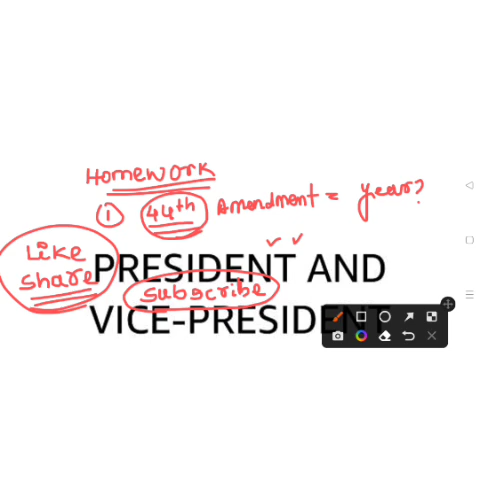 Homework
① 44th Amendment = year?
Like
share
PRESIDENT AND
subscribe
VICE-PRESIDENT